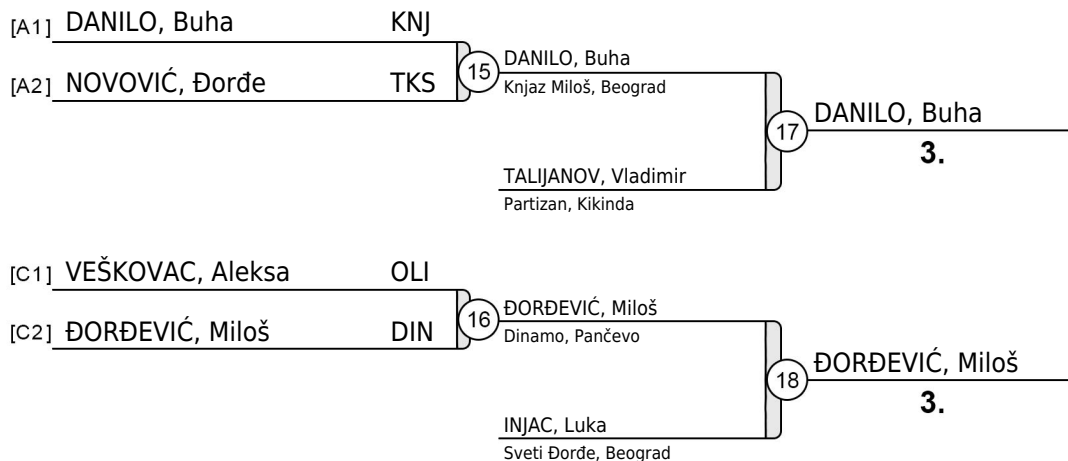 [A1] DANILO, Buha KNJ
[A2] NOVOVIĆ, Đorđe TKS
15
DANILO, Buha
Knjaz Miloš, Beograd
TALIJANOV, Vladimir
Partizan, Kikinda
17
DANILO, Buha
3.
[C1] VEŠKOVAC, Aleksa OLI
[C2] ĐORĐEVIĆ, Miloš DIN
16
ĐORĐEVIĆ, Miloš
Dinamo, Pančevo
INJAC, Luka
Sveti Đorđe, Beograd
18
ĐORĐEVIĆ, Miloš
3.